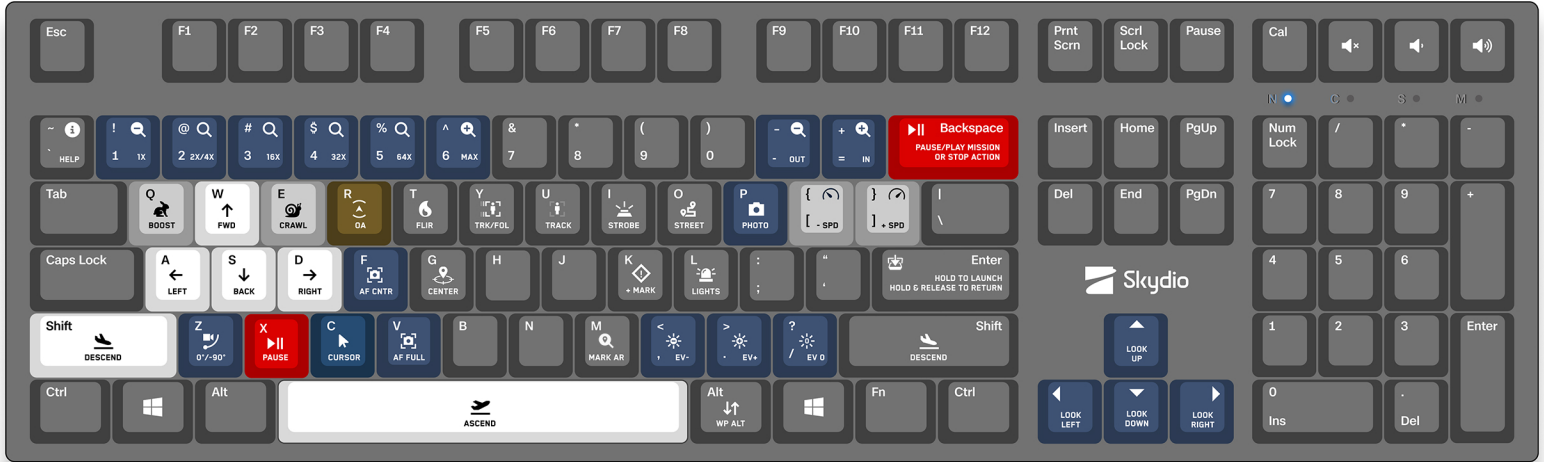 Esc F1 F2 F3 F4 F5 F6 F7 F8 F9 F10 F11 F12 Prnt Scrn Scrl Lock Pause Cal
N C S M
~ ` HELP
! 1 1X
@ 2 2X/4X
# 3 16X
$ 4 32X
% 5 64X
^ 6 MAX
& 7
* 8
( 9
) 0
- - OUT
+ = IN
Backspace
PAUSE/PLAY MISSION
OR STOP ACTION
Insert Home PgUp
Num Lock / * -
Tab
Q BOOST
W FWD
E CRAWL
R OA
T FLIR
Y TRK/FOL
U TRACK
I STROBE
O STREET
P PHOTO
{ [ - SPD
} ] + SPD
| \
Del End PgDn
7 8 9 +
Caps Lock
A LEFT
S BACK
D RIGHT
F AF CNTR
G CENTER
H
J
K + MARK
L LIGHTS
: ;
“ ‘
Enter
HOLD TO LAUNCH
HOLD & RELEASE TO RETURN
Skydio
4 5 6
Shift DESCEND
Z 0°/-90°
X PAUSE
C CURSOR
V AF FULL
B
N
M MARK AR
< , EV-
> . EV+
? / EV 0
Shift DESCEND
LOOK UP
1 2 3 Enter
Ctrl
Alt
ASCEND
Alt WP ALT
Fn
Ctrl
LOOK LEFT
LOOK DOWN
LOOK RIGHT
0 Ins
. Del